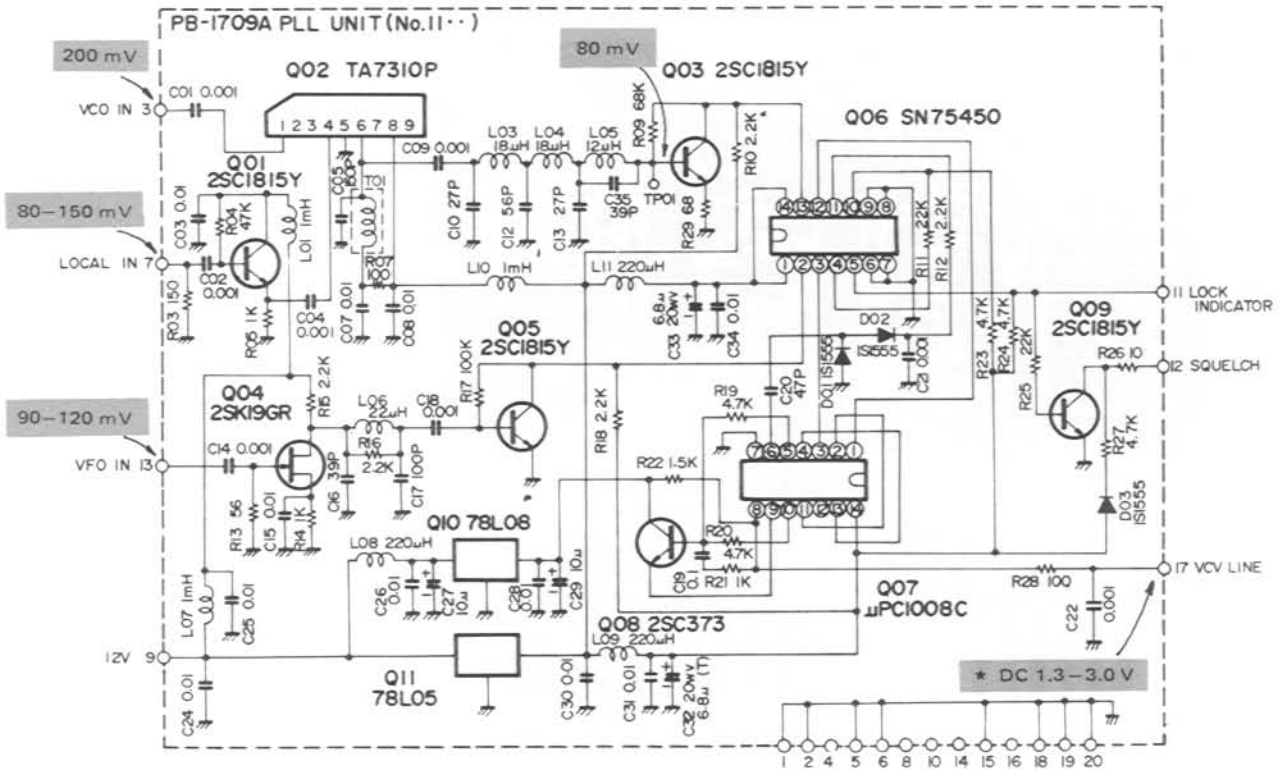 PB-1709A PLL UNIT (No.11··)
200 mV
80 mV
Q02 TA7310P
Q03 2SC1815Y
Q06 SN75450
C01 0.001
VCO IN 3
1 2 3 4 5 6 7 8 9
Q01
2SC1815Y
C09 0.001
L03
18μH
L04
18μH
L05
12μH
R09 68K
R10 2.2K
TP01
C35
39P
R29 68
C10 27P
C12 56P
C13 27P
C05
T01
80-150 mV
C03 0.01
R04
47K
L01 1mH
LOCAL IN 7
C02
0.001
R03 150
R05 1K
C04
0.001
R07
100
C07 0.01
C08 0.01
L10 1mH
L11 220μH
6.8μ
20wv
C33
C34 0.01
14 13 12 11 10 9 8
1 2 3 4 5 6 7
R11 22K
R12 2.2K
11 LOCK
INDICATOR
Q09
2SC1815Y
R26 10
12 SQUELCH
R23 4.7K
R24 4.7K
R25 22K
R27
4.7K
D03
1S1555
D02
1S1555
D01 1S1555
C21 0.001
C20
47P
Q05
2SC1815Y
R17 100K
R18 2.2K
R19
4.7K
Q04
2SK19GR
R15 2.2K
L06
22μH
C18
0.001
R16
2.2K
C16 39P
C17 100P
90-120 mV
C14 0.001
VFO IN 13
R13 56
C15 0.01
R14 1K
7 6 5 4 3 2 1
8 9 10 11 12 13 14
R22 1.5K
R20
4.7K
C19
0.1
R21 1K
Q07
μPC1008C
R28 100
17 VCV LINE
C22
0.001
Q10 78L08
L08 220μH
C26
0.01
C27
10μ
C28
0.01
C29 10μ
L07 1mH
C25 0.01
Q08 2SC373
L09 220μH
12V 9
Q11
78L05
C24 0.01
C30 0.01
C31 0.01
C32 20wv
6.8μ (T)
★ DC 1.3-3.0 V
1 2 4 5 6 8 10 14 15 16 18 19 20